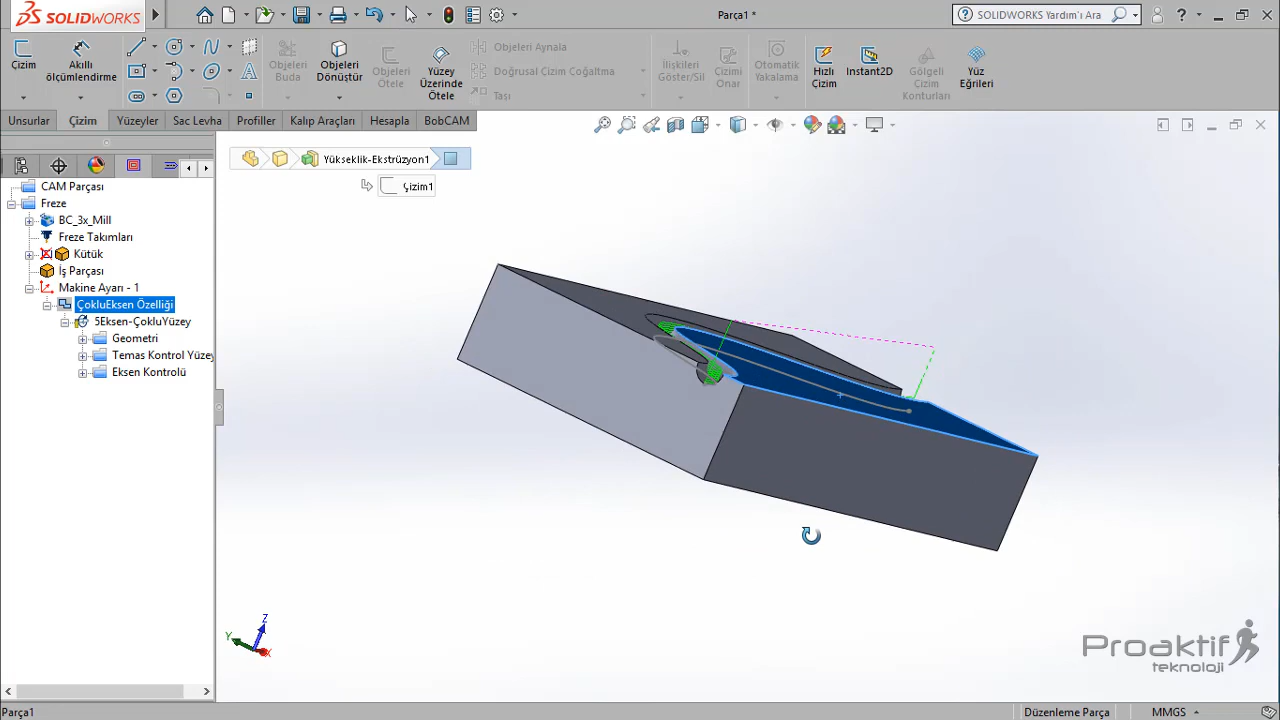 SOLIDWORKS
Parça1 *
SOLIDWORKS Yardım'ı Ara
Çizim
Akıllı ölçümlendirme
Objeleri Buda
Objeleri Dönüştür
Objeleri Ötele
Yüzey Üzerinde Ötele
Objeleri Aynala
Doğrusal Çizim Çoğaltma
Taşı
İlişkileri Göster/Sil
Çizimi Onar
Otomatik Yakalama
Hızlı Çizim
Instant2D
Gölgeli Çizim Konturları
Yüz Eğrileri
Unsurlar
Çizim
Yüzeyler
Sac Levha
Profiller
Kalıp Araçları
Hesapla
BobCAM
Yükseklik-Ekstrüzyon1
Çizim1
CAM Parçası
Freze
BC_3x_Mill
Freze Takımları
Kütük
İş Parçası
Makine Ayarı - 1
ÇokluEksen Özelliği
5Eksen-ÇokluYüzey
Geometri
Temas Kontrol Yüze
Eksen Kontrolü
Z
Y
X
Proaktif
teknoloji
Parça1
Düzenleme Parça
MMGS